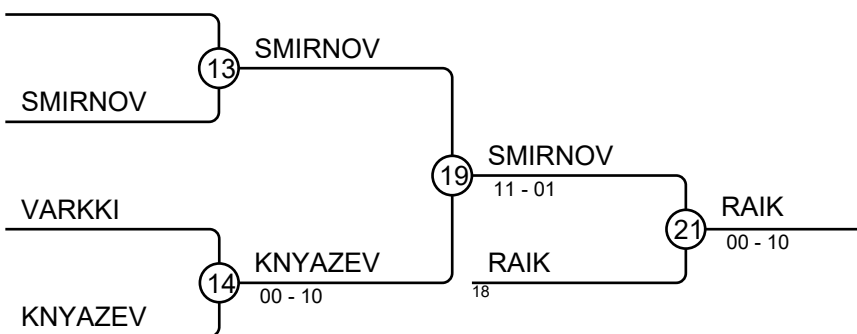 SMIRNOV
13
SMIRNOV
SMIRNOV
11 - 01
19
VARKKI
RAIK
00 - 10
21
KNYAZEV
00 - 10
14
RAIK
18
KNYAZEV